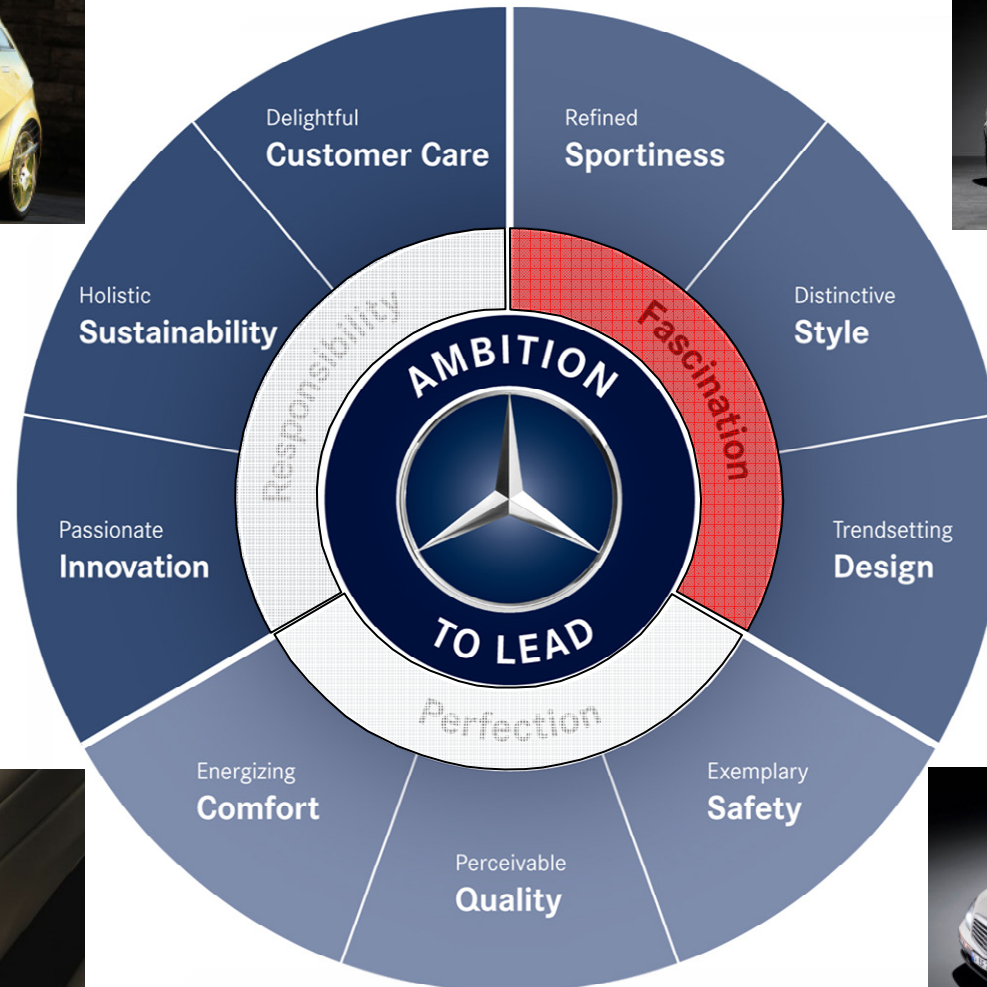 Delightful
Customer Care
Refined
Sportiness
Holistic
Sustainability
Distinctive
Style
Responsibility
Fascination
AMBITION
TO LEAD
Passionate
Innovation
Trendsetting
Design
Perfection
Energizing
Comfort
Exemplary
Safety
Perceivable
Quality